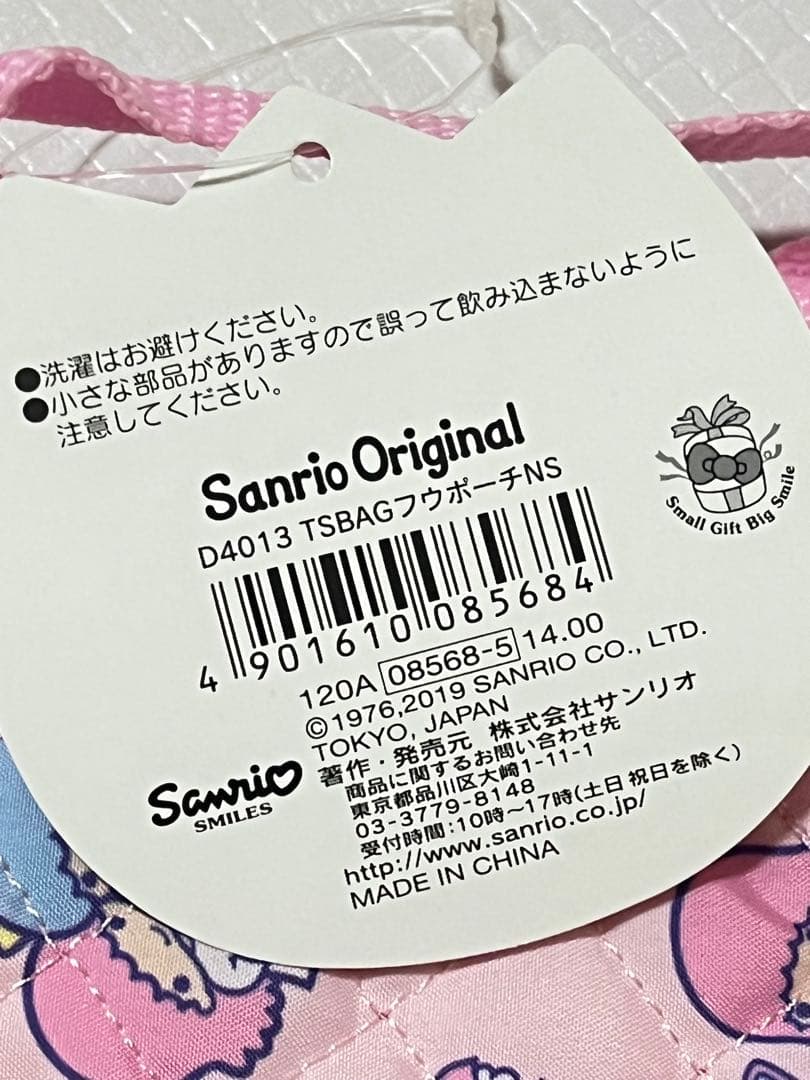 ●洗濯はお避けください。
●小さな部品がありますので誤って飲み込まないように
注意してください。
Sanrio Original
D4013 TSBAGフウポーチNS
4 901610 085684
120A 08568-5 14.00
©1976,2019 SANRIO CO., LTD.
TOKYO, JAPAN
著作・発売元 株式会社サンリオ
商品に関するお問い合わせ先
東京都品川区大崎1-11-1
03-3779-8148
受付時間:10時〜17時(土日 祝日を除く)
http://www.sanrio.co.jp/
MADE IN CHINA
Sanrio
SMILES
Small Gift Big Smile